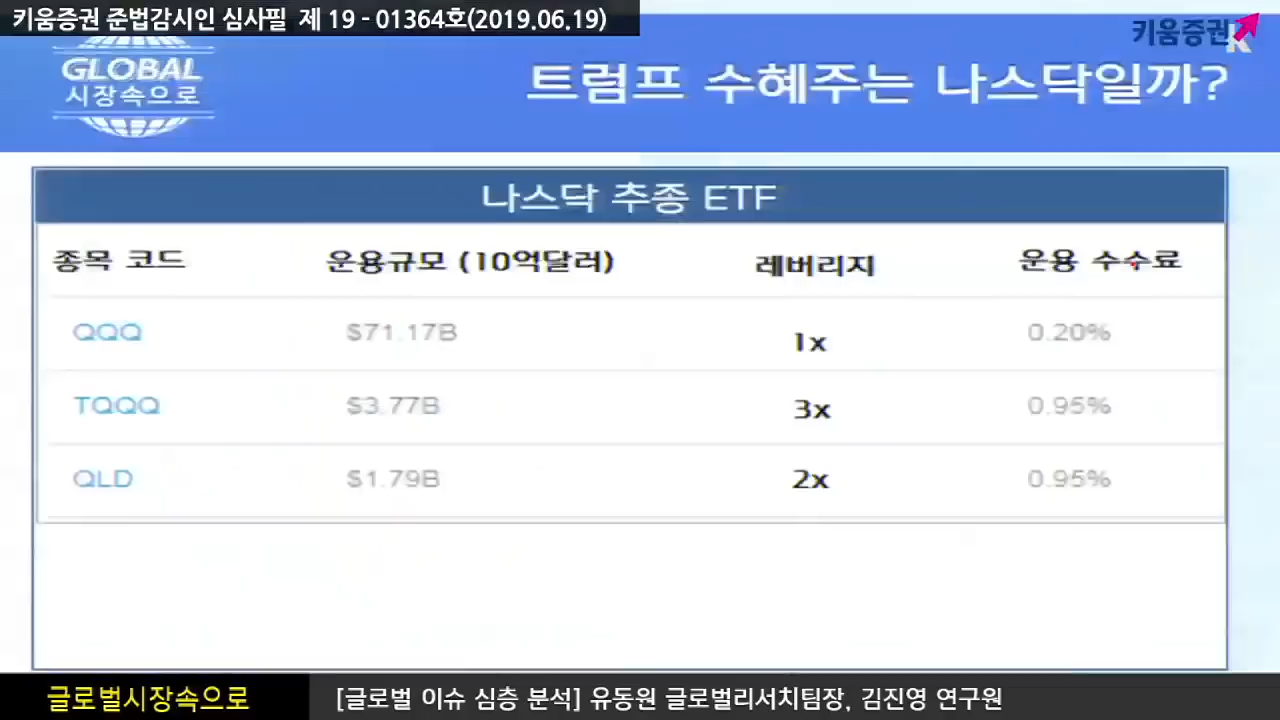 키움증권 준법감시인 심사필 제 19 - 01364호(2019.06.19)
키움증권
GLOBAL
시장속으로
트럼프 수혜주는 나스닥일까?
나스닥 추종 ETF
종목 코드 운용규모 (10억달러) 레버리지 운용 수수료
QQQ $71.17B 1x 0.20%
TQQQ $3.77B 3x 0.95%
QLD $1.79B 2x 0.95%
글로벌시장속으로 [글로벌 이슈 심층 분석] 유동원 글로벌리서치팀장, 김진영 연구원